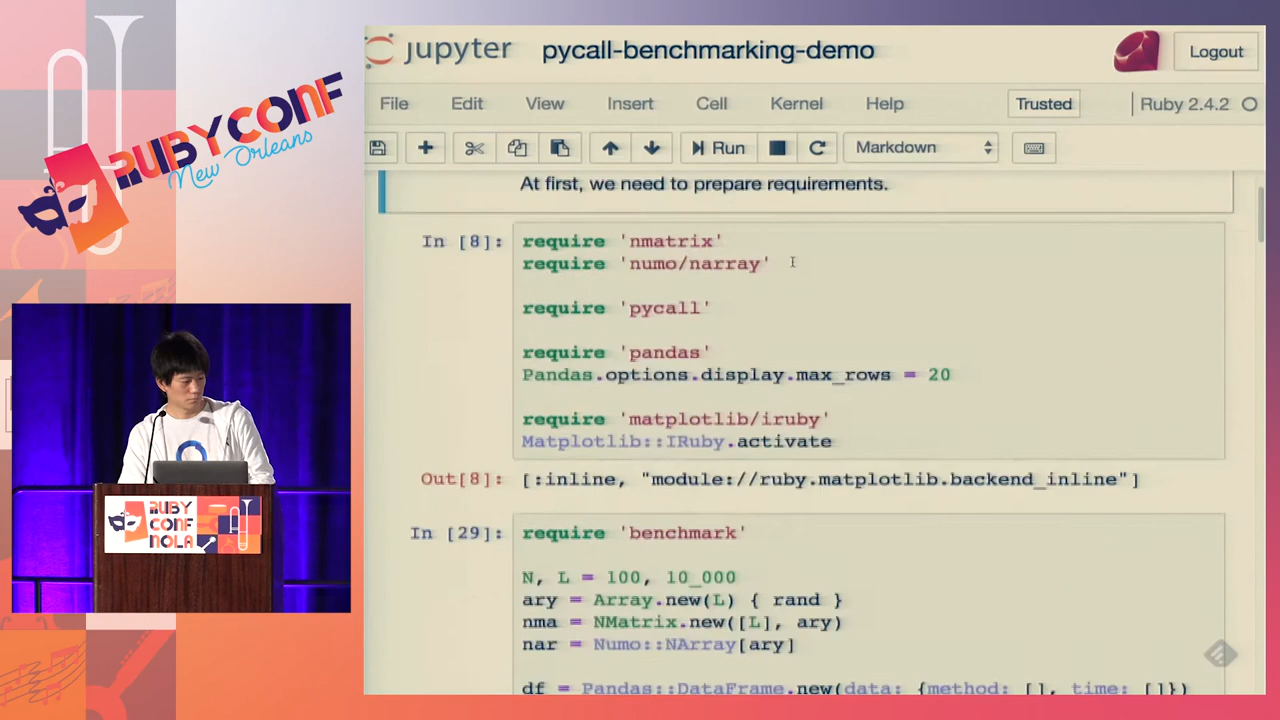 RUBYCONF
New Orleans
RUBY
CONF
NOLA
jupyter pycall-benchmarking-demo Logout
File Edit View Insert Cell Kernel Help Trusted Ruby 2.4.2
Run Markdown
At first, we need to prepare requirements.
In [8]: require 'nmatrix'
require 'numo/narray'
require 'pycall'
require 'pandas'
Pandas.options.display.max_rows = 20
require 'matplotlib/iruby'
Matplotlib::IRuby.activate
Out[8]: [:inline, "module://ruby.matplotlib.backend_inline"]
In [29]: require 'benchmark'
N, L = 100, 10_000
ary = Array.new(L) { rand }
nma = NMatrix.new([L], ary)
nar = Numo::NArray[ary]
df = Pandas::DataFrame.new(data: {method: [], time: []})